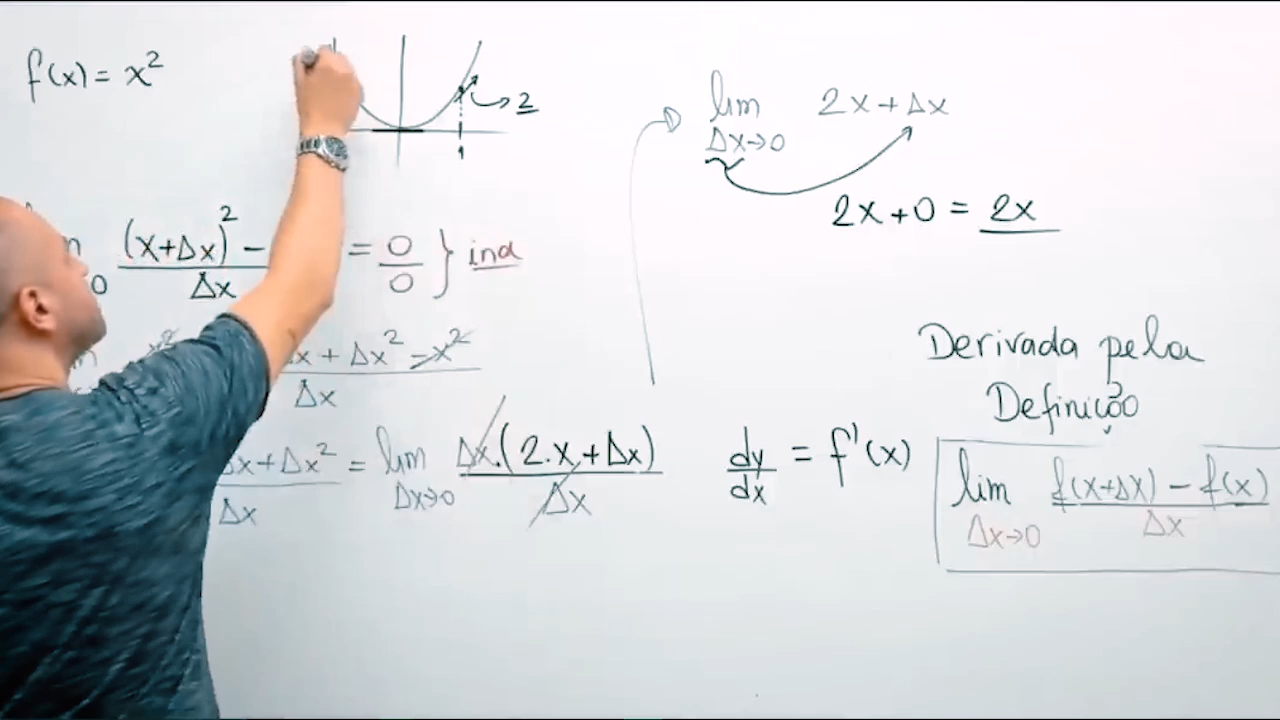 f(x) = x²
2
1
(x+Δx)² − = 0/0 } ind
0 Δx
x² x + Δx² − x²
Δx
Δx + Δx² = lim Δx.(2.x + Δx)
Δx Δx→0 Δx
lim 2x + Δx
Δx→0
2x + 0 = 2x
Derivada pela
Definição
dy/dx = f'(x)
lim f(x+Δx) − f(x)
Δx→0 Δx